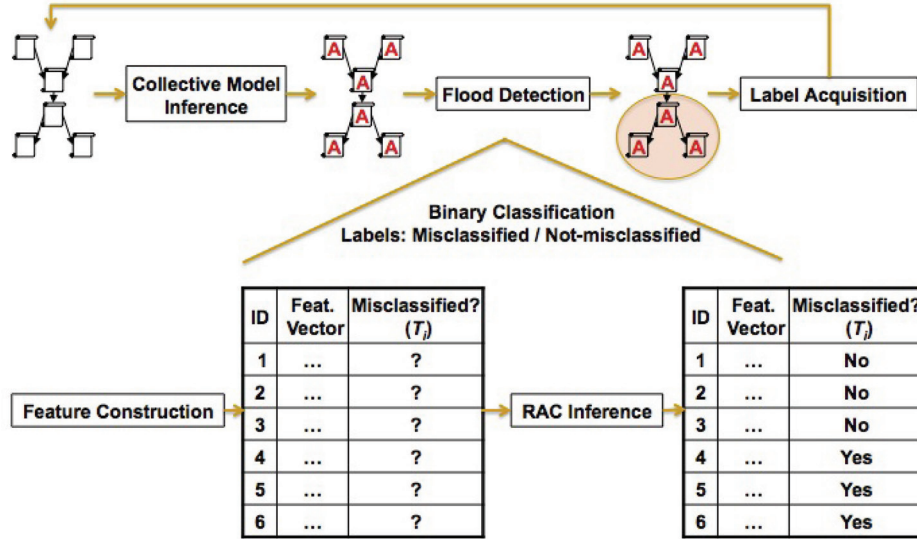 A A
A
A
A A
A A
A
A
A A
Collective Model
Inference
Flood Detection
Label Acquisition
Binary Classification
Labels: Misclassified / Not-misclassified
Feature Construction
ID Feat. Vector Misclassified? (Ti)
1 ... ?
2 ... ?
3 ... ?
4 ... ?
5 ... ?
6 ... ?
RAC Inference
ID Feat. Vector Misclassified? (Ti)
1 ... No
2 ... No
3 ... No
4 ... Yes
5 ... Yes
6 ... Yes